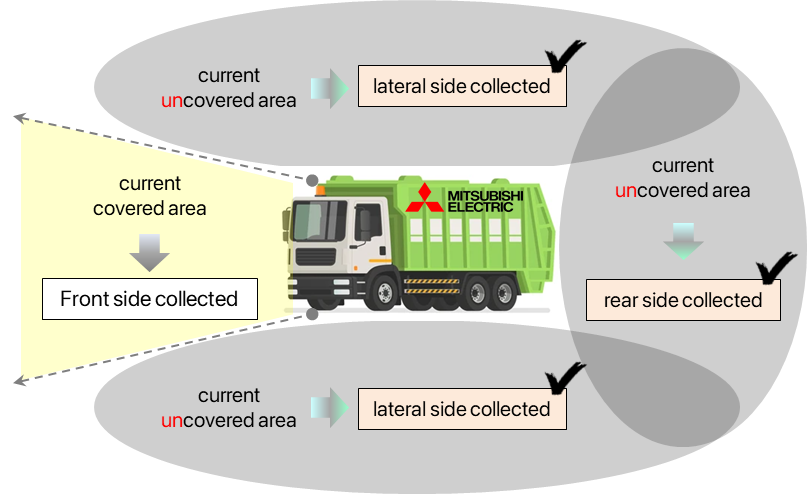 current
uncovered area
lateral side collected
current
covered area
Front side collected
MITSUBISHI
ELECTRIC
current
uncovered area
rear side collected
current
uncovered area
lateral side collected